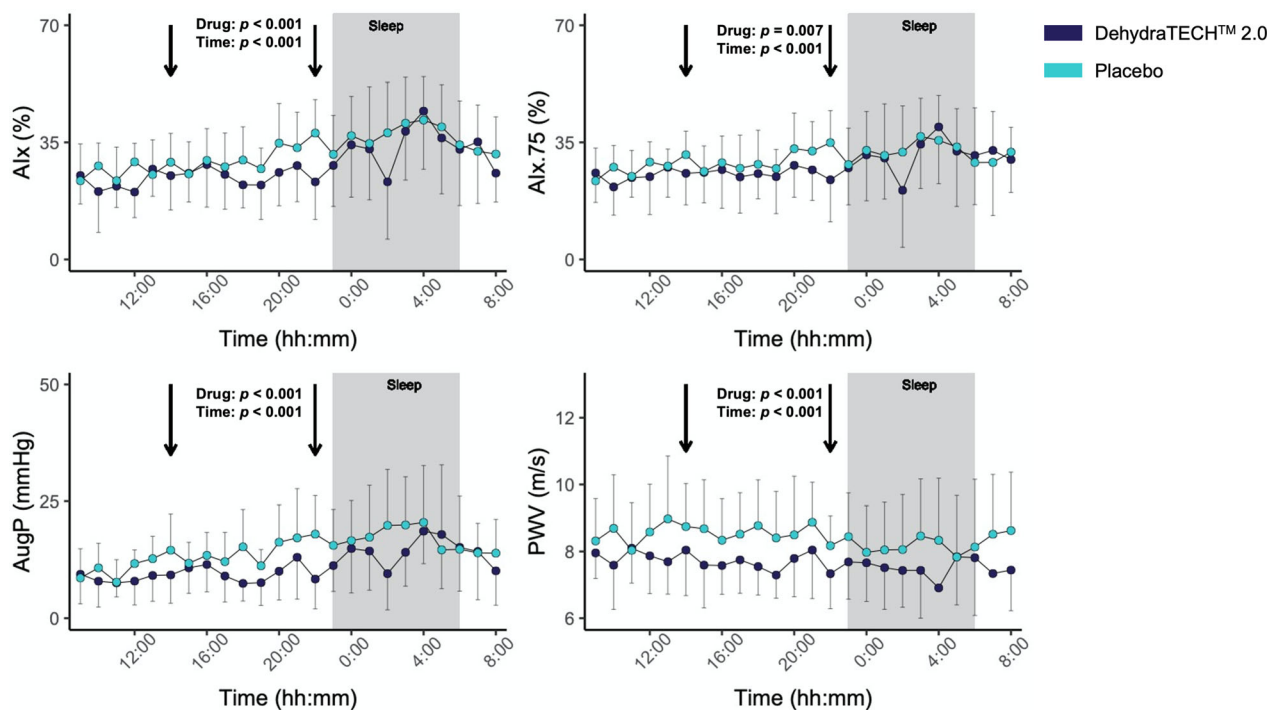 DehydraTECH™ 2.0
Placebo
70
35
0
AIx (%)
Drug: p < 0.001
Time: p < 0.001
Sleep
12:00
16:00
20:00
0:00
4:00
8:00
Time (hh:mm)
70
35
0
AIx.75 (%)
Drug: p = 0.007
Time: p < 0.001
Sleep
12:00
16:00
20:00
0:00
4:00
8:00
Time (hh:mm)
50
25
0
AugP (mmHg)
Drug: p < 0.001
Time: p < 0.001
Sleep
12:00
16:00
20:00
0:00
4:00
8:00
Time (hh:mm)
12
10
8
6
PWV (m/s)
Drug: p < 0.001
Time: p < 0.001
Sleep
12:00
16:00
20:00
0:00
4:00
8:00
Time (hh:mm)